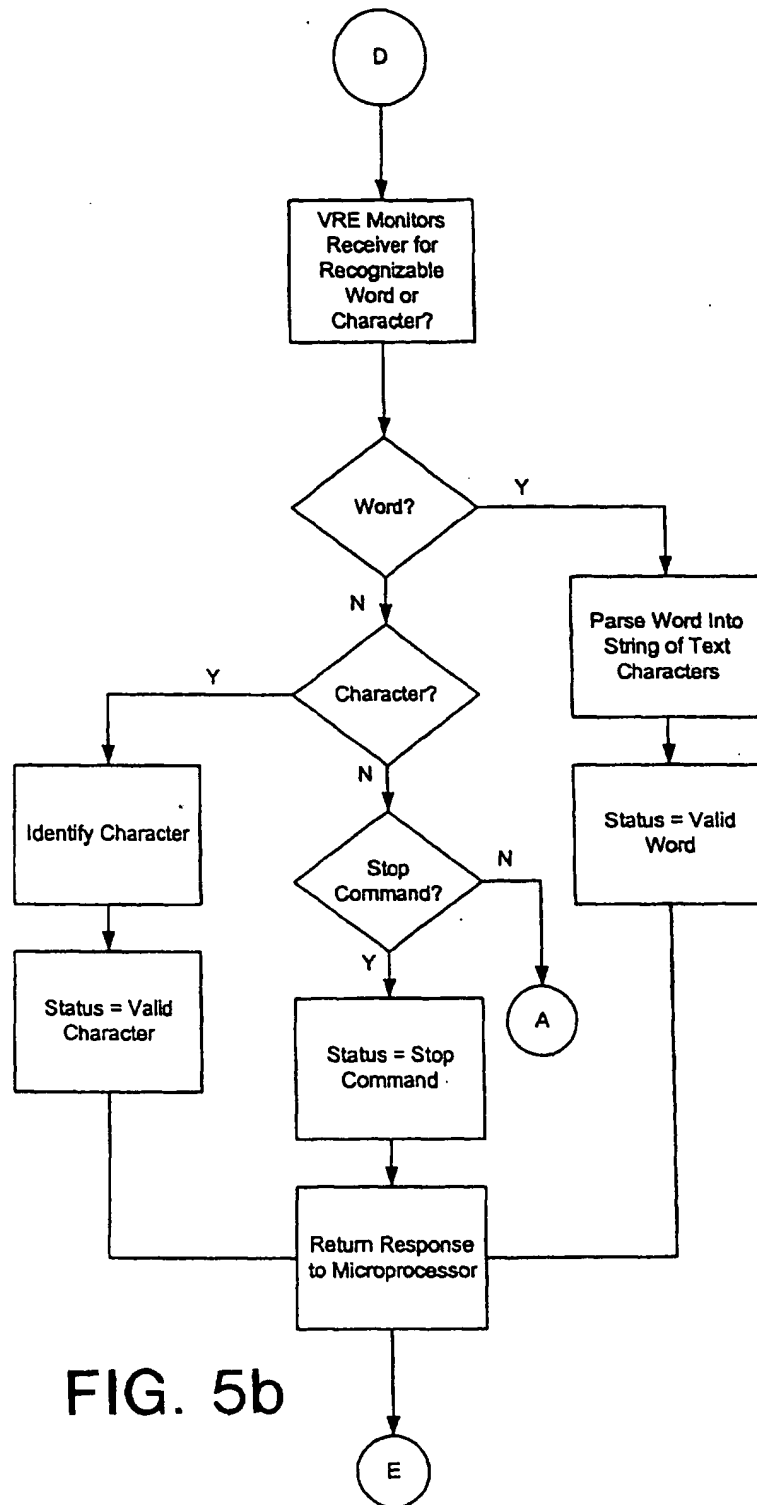 D
VRE Monitors
Receiver for
Recognizable
Word or
Character?
Word?
Y
N
Parse Word Into
String of Text
Characters
Y
Character?
N
Identify Character
Stop
Command?
N
Status = Valid
Word
Y
Status = Valid
Character
A
Status = Stop
Command
Return Response
to Microprocessor
FIG. 5b
E